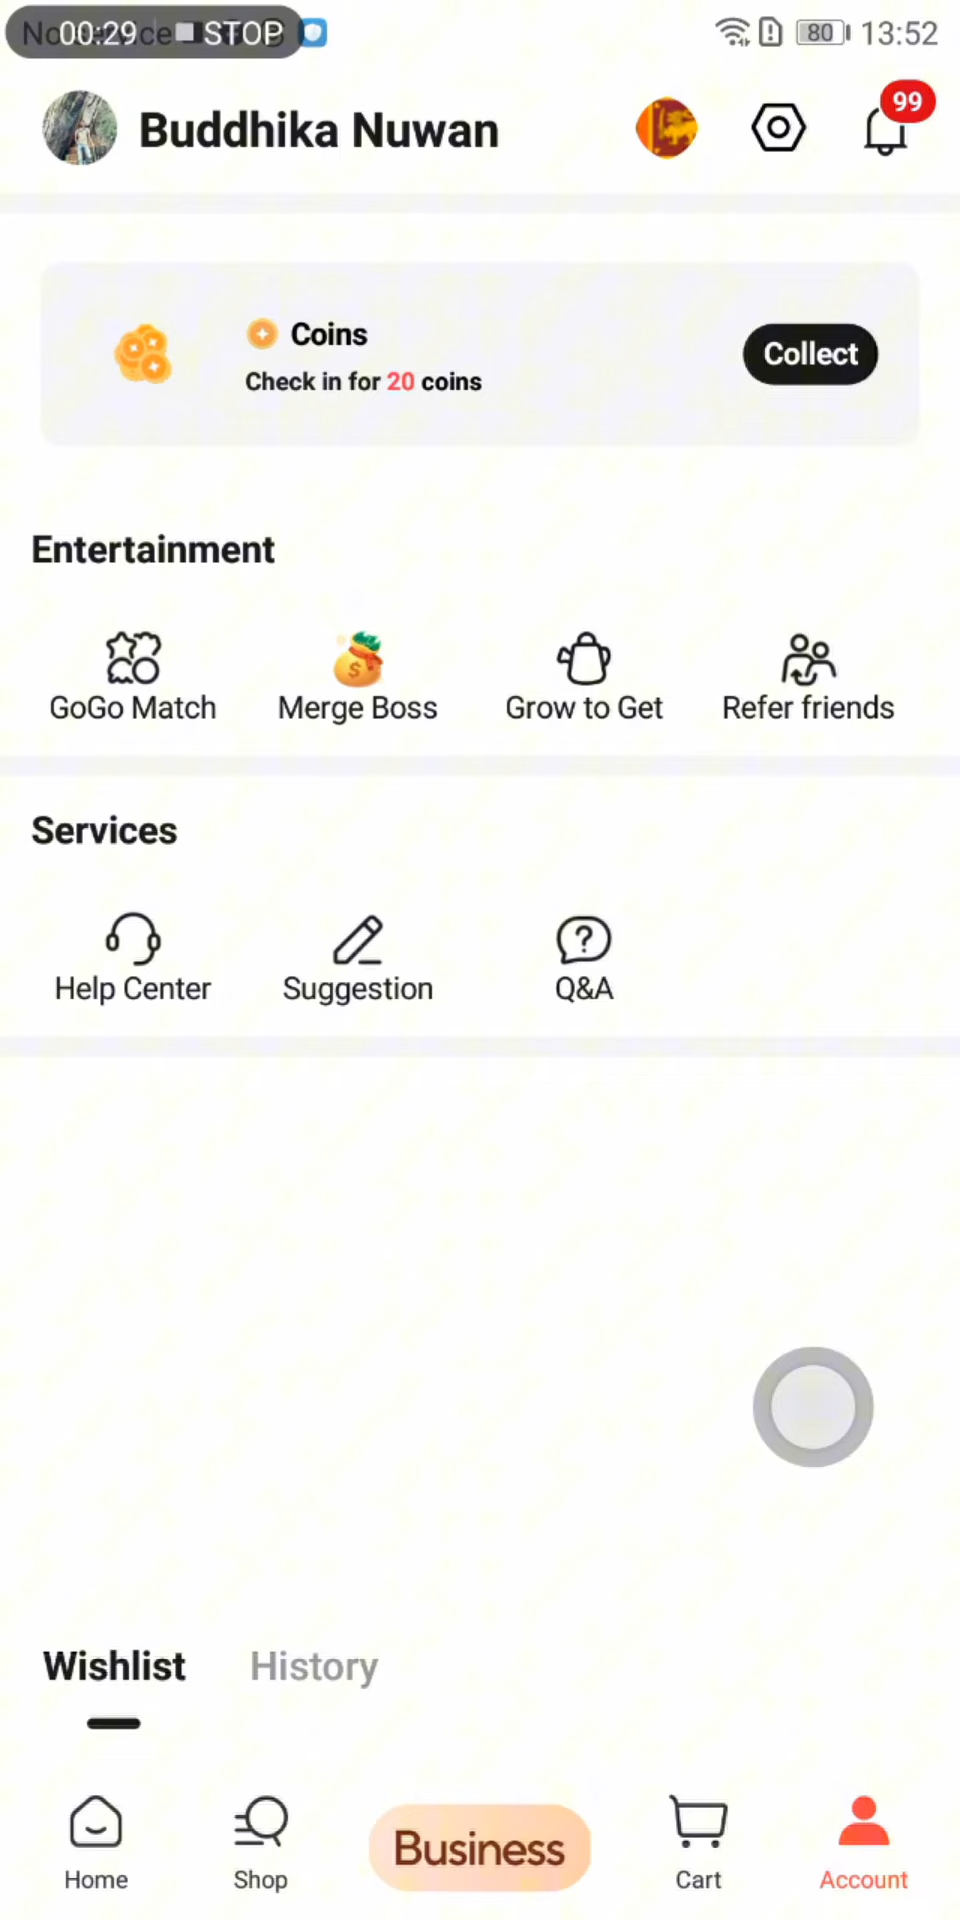 00:29 STOP
80 13:52
Buddhika Nuwan
99
Coins
Check in for 20 coins
Collect
Entertainment
GoGo Match
Merge Boss
Grow to Get
Refer friends
Services
Help Center
Suggestion
Q&A
Wishlist
History
Home
Shop
Business
Cart
Account